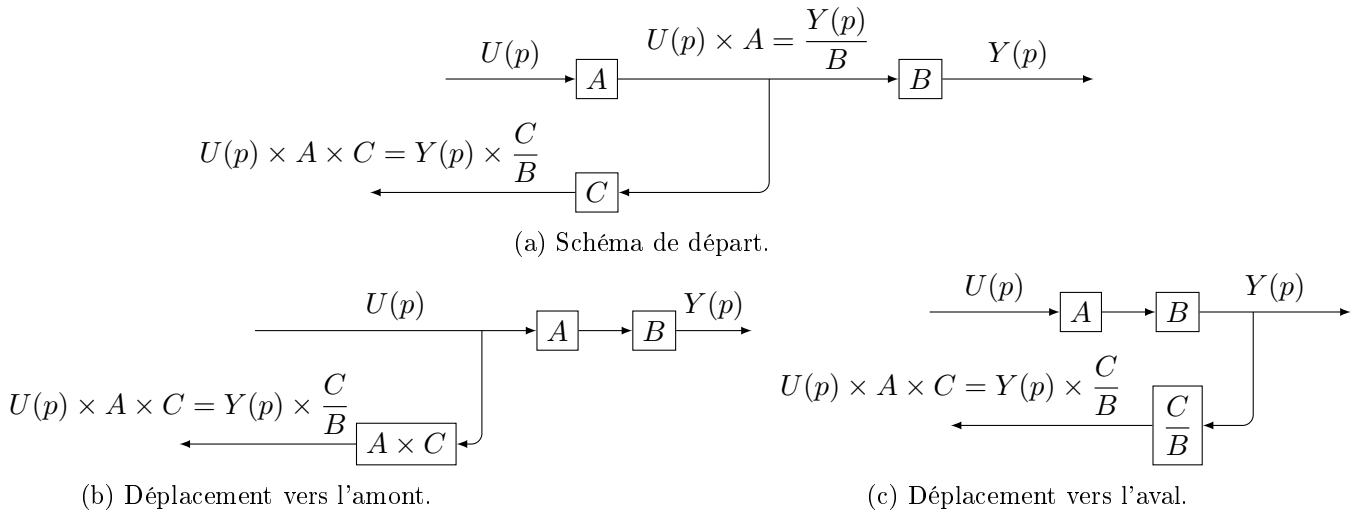 U(p)
U(p) × A = Y(p)/B
Y(p)
A
B
U(p) × A × C = Y(p) × C/B
C
(a) Schéma de départ.
U(p)
Y(p)
A
B
U(p) × A × C = Y(p) × C/B
A × C
(b) Déplacement vers l'amont.
U(p)
Y(p)
A
B
U(p) × A × C = Y(p) × C/B
C/B
(c) Déplacement vers l'aval.